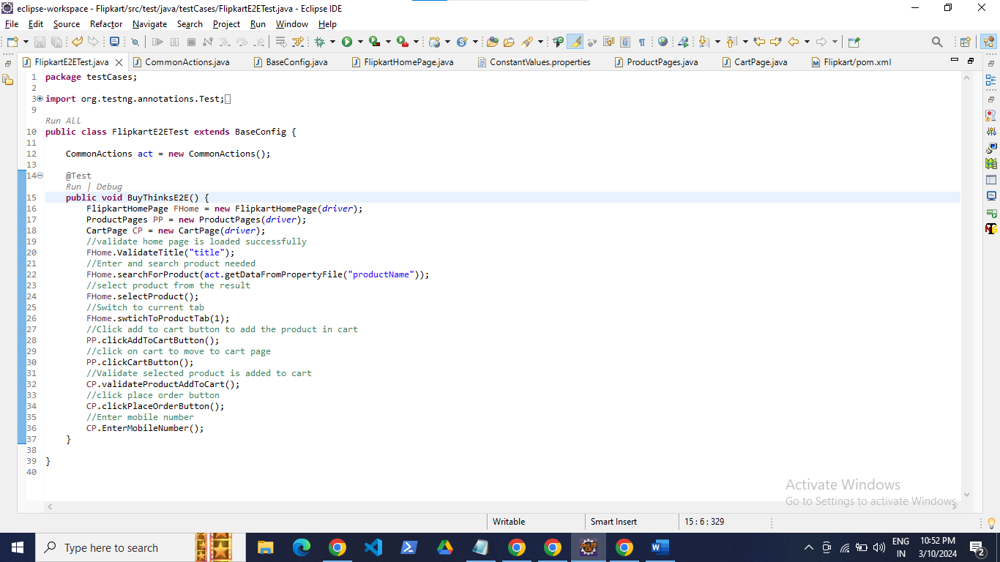 eclipse-workspace - Flipkart/src/test/java/testCases/FlipkartE2ETest.java - Eclipse IDE
File Edit Source Refactor Navigate Search Project Run Window Help
FlipkartE2ETest.java CommonActions.java BaseConfig.java FlipkartHomePage.java ConstantValues.properties ProductPages.java CartPage.java Flipkart/pom.xml
1 package testCases;
2
3 import org.testng.annotations.Test;
9
Run All
10 public class FlipkartE2ETest extends BaseConfig {
11
12 CommonActions act = new CommonActions();
13
14 @Test
Run | Debug
15 public void BuyThinksE2E() {
16 FlipkartHomePage FHome = new FlipkartHomePage(driver);
17 ProductPages PP = new ProductPages(driver);
18 CartPage CP = new CartPage(driver);
19 //validate home page is loaded successfully
20 FHome.ValidateTitle("title");
21 //Enter and search product needed
22 FHome.searchForProduct(act.getDataFromPropertyFile("productName"));
23 //select product from the result
24 FHome.selectProduct();
25 //Switch to current tab
26 FHome.swtichToProductTab(1);
27 //Click add to cart button to add the product in cart
28 PP.clickAddToCartButton();
29 //click on cart to move to cart page
30 PP.clickCartButton();
31 //Validate selected product is added to cart
32 CP.validateProductAddToCart();
33 //click place order button
34 CP.clickPlaceOrderButton();
35 //Enter mobile number
36 CP.EnterMobileNumber();
37 }
38
39 }
40
Activate Windows
Go to Settings to activate Windows.
Writable Smart Insert 15 : 6 : 329
Type here to search
ENG
IN
10:52 PM
3/10/2024
2